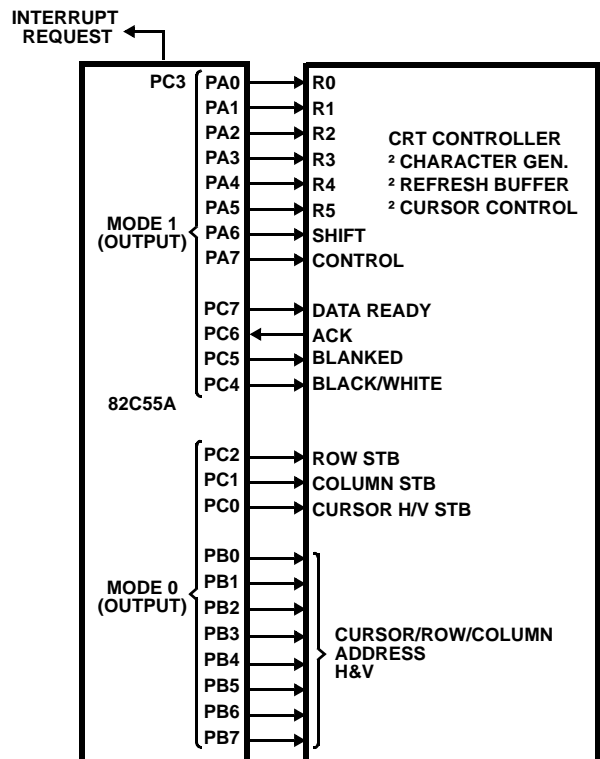 INTERRUPT
REQUEST
PC3 PA0 R0
PA1 R1
PA2 R2
PA3 R3
PA4 R4
PA5 R5
PA6 SHIFT
PA7 CONTROL
CRT CONTROLLER
² CHARACTER GEN.
² REFRESH BUFFER
² CURSOR CONTROL
MODE 1
(OUTPUT)
PC7 DATA READY
PC6 ACK
PC5 BLANKED
PC4 BLACK/WHITE
82C55A
PC2 ROW STB
PC1 COLUMN STB
PC0 CURSOR H/V STB
PB0
PB1
PB2
PB3
PB4
PB5
PB6
PB7
MODE 0
(OUTPUT)
CURSOR/ROW/COLUMN
ADDRESS
H&V